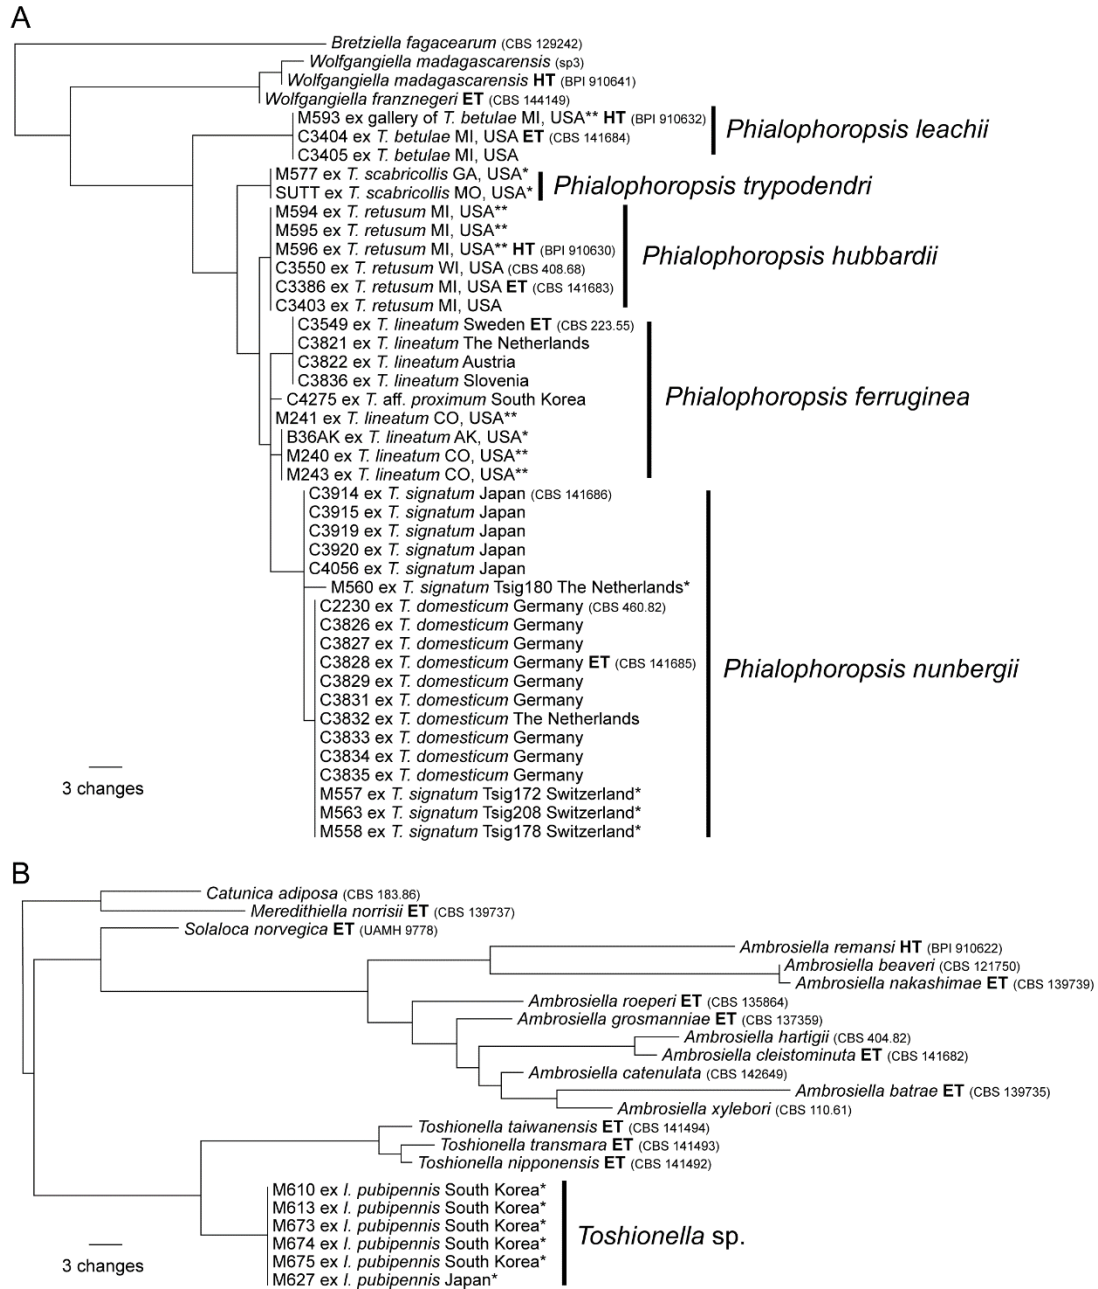 A
Bretziella fagacearum (CBS 129242)
Wolfgangiella madagascarensis (sp3)
Wolfgangiella madagascarensis HT (BPI 910641)
Wolfgangiella franznegeri ET (CBS 144149)
M593 ex gallery of T. betulae MI, USA** HT (BPI 910632)
C3404 ex T. betulae MI, USA ET (CBS 141684)
C3405 ex T. betulae MI, USA
Phialophoropsis leachii
M577 ex T. scabricollis GA, USA*
SUTT ex T. scabricollis MO, USA*
Phialophoropsis trypodendri
M594 ex T. retusum MI, USA**
M595 ex T. retusum MI, USA**
M596 ex T. retusum MI, USA** HT (BPI 910630)
C3550 ex T. retusum WI, USA (CBS 408.68)
C3386 ex T. retusum MI, USA ET (CBS 141683)
C3403 ex T. retusum MI, USA
Phialophoropsis hubbardii
C3549 ex T. lineatum Sweden ET (CBS 223.55)
C3821 ex T. lineatum The Netherlands
C3822 ex T. lineatum Austria
C3836 ex T. lineatum Slovenia
C4275 ex T. aff. proximum South Korea
M241 ex T. lineatum CO, USA**
B36AK ex T. lineatum AK, USA*
M240 ex T. lineatum CO, USA**
M243 ex T. lineatum CO, USA**
Phialophoropsis ferruginea
C3914 ex T. signatum Japan (CBS 141686)
C3915 ex T. signatum Japan
C3919 ex T. signatum Japan
C3920 ex T. signatum Japan
C4056 ex T. signatum Japan
M560 ex T. signatum Tsig180 The Netherlands*
C2230 ex T. domesticum Germany (CBS 460.82)
C3826 ex T. domesticum Germany
C3827 ex T. domesticum Germany
C3828 ex T. domesticum Germany ET (CBS 141685)
C3829 ex T. domesticum Germany
C3831 ex T. domesticum Germany
C3832 ex T. domesticum The Netherlands
C3833 ex T. domesticum Germany
C3834 ex T. domesticum Germany
C3835 ex T. domesticum Germany
M557 ex T. signatum Tsig172 Switzerland*
M563 ex T. signatum Tsig208 Switzerland*
M558 ex T. signatum Tsig178 Switzerland*
Phialophoropsis nunbergii
3 changes
B
Catunica adiposa (CBS 183.86)
Meredithiella norrisii ET (CBS 139737)
Solaloca norvegica ET (UAMH 9778)
Ambrosiella remansi HT (BPI 910622)
Ambrosiella beaveri (CBS 121750)
Ambrosiella nakashimae ET (CBS 139739)
Ambrosiella roeperi ET (CBS 135864)
Ambrosiella grosmanniae ET (CBS 137359)
Ambrosiella hartigii (CBS 404.82)
Ambrosiella cleistominuta ET (CBS 141682)
Ambrosiella catenulata (CBS 142649)
Ambrosiella batrae ET (CBS 139735)
Ambrosiella xylebori (CBS 110.61)
Toshionella taiwanensis ET (CBS 141494)
Toshionella transmara ET (CBS 141493)
Toshionella nipponensis ET (CBS 141492)
M610 ex I. pubipennis South Korea*
M613 ex I. pubipennis South Korea*
M673 ex I. pubipennis South Korea*
M674 ex I. pubipennis South Korea*
M675 ex I. pubipennis South Korea*
M627 ex I. pubipennis Japan*
Toshionella sp.
3 changes